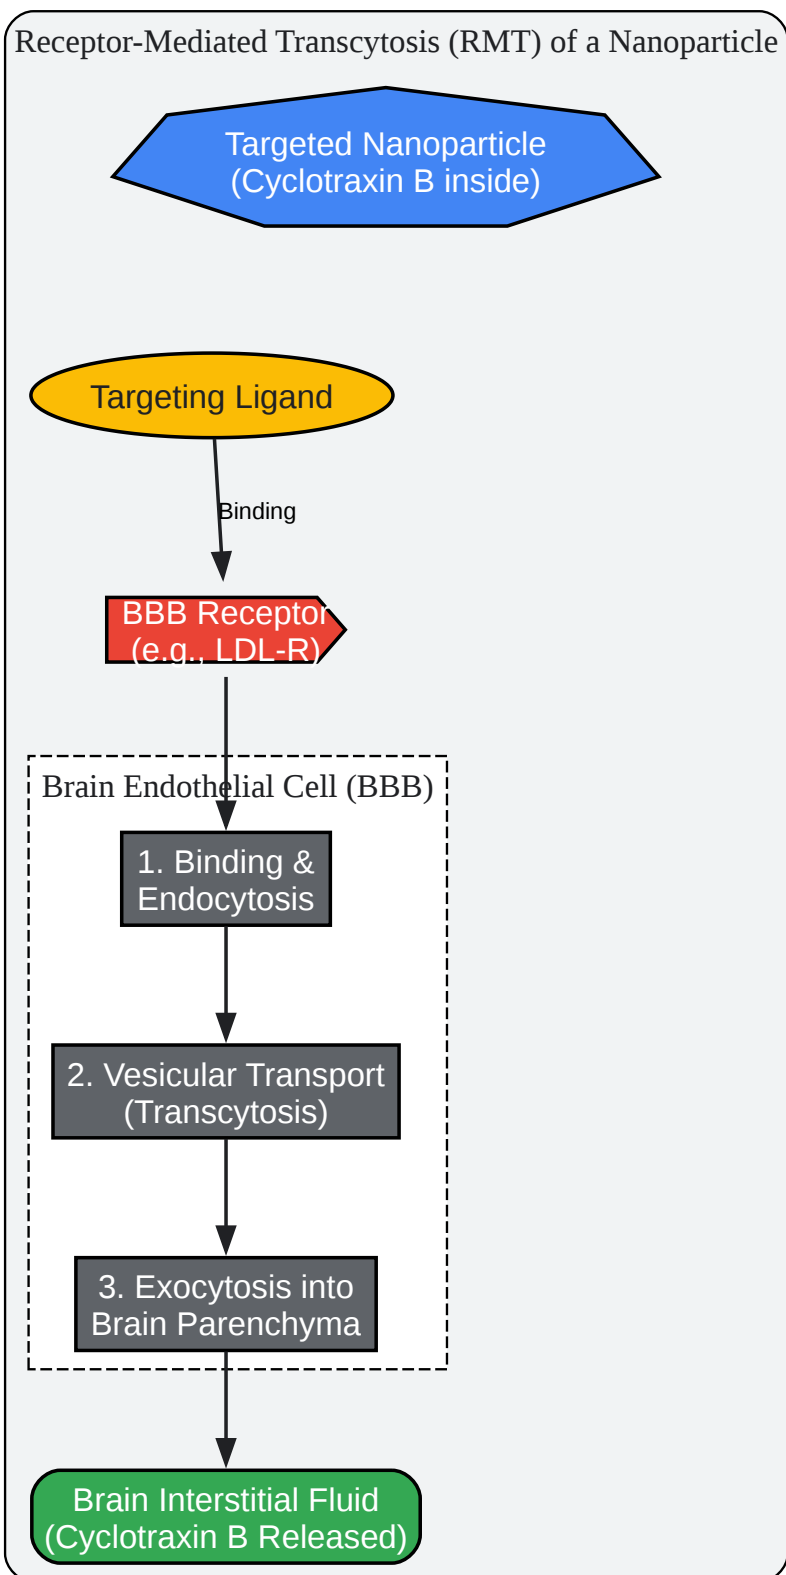 Receptor-Mediated Transcytosis (RMT) of a Nanoparticle
Targeted Nanoparticle
(Cyclotraxin B inside)
Targeting Ligand
Binding
BBB Receptor
(e.g., LDL-R)
Brain Endothelial Cell (BBB)
1. Binding &
Endocytosis
2. Vesicular Transport
(Transcytosis)
3. Exocytosis into
Brain Parenchyma
Brain Interstitial Fluid
(Cyclotraxin B Released)